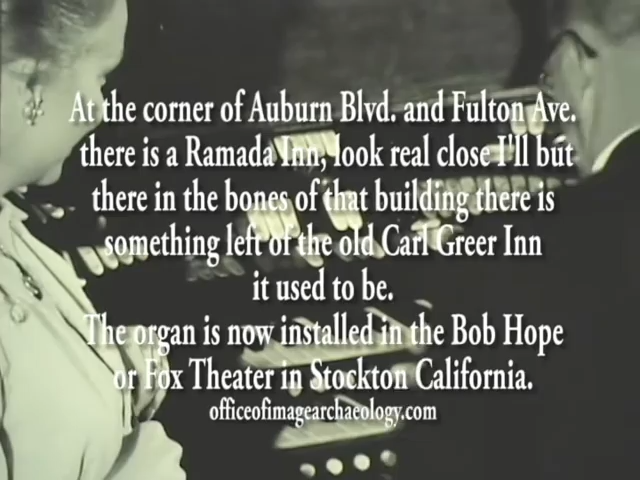 At the corner of Auburn Blvd. and Fulton Ave.
there is a Ramada Inn, look real close I'll but
there in the bones of that building there is
something left of the old Carl Greer Inn
it used to be.
The organ is now installed in the Bob Hope
or Fox Theater in Stockton California.
officeofimagearchaeology.com